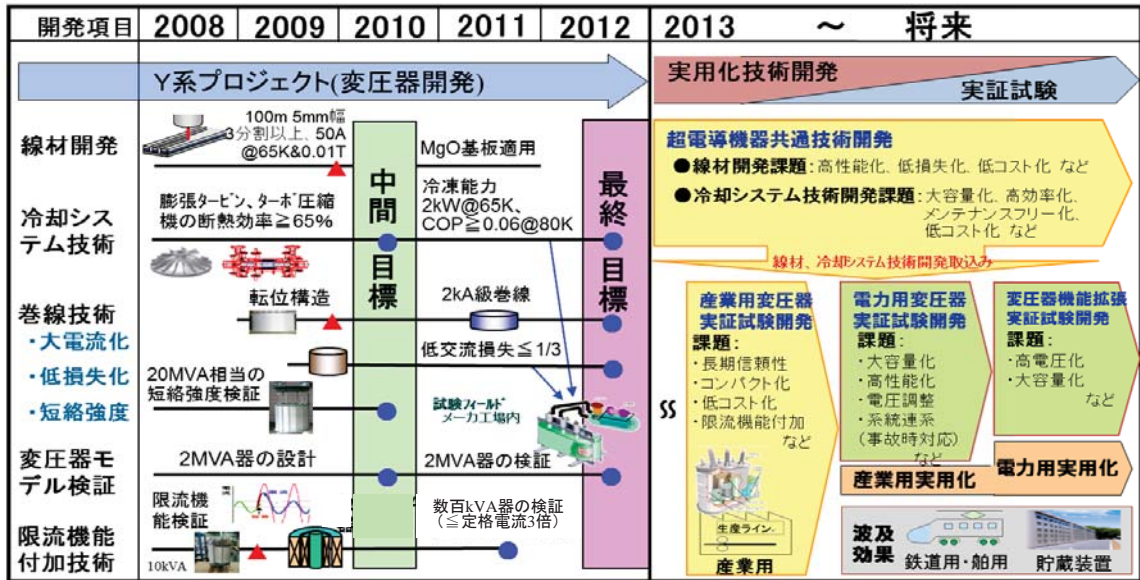 開発項目 2008 2009 2010 2011 2012 2013 ～ 将来
Y系プロジェクト(変圧器開発)
実用化技術開発
実証試験
線材開発
100m 5mm幅
3分割以上、50A
@65K&0.01T
MgO基板適用
中間目標
最終目標
冷却システム技術
膨張タービン、ターボ圧縮
機の断熱効率≧65%
冷凍能力
2kW@65K、
COP≧0.06@80K
巻線技術
・大電流化
・低損失化
・短絡強度
転位構造
2kA級巻線
低交流損失≦1/3
20MVA相当の
短絡強度検証
試験フィールド
メーカ工場内
変圧器モ
デル検証
2MVA器の設計
2MVA器の検証
限流機能
付加技術
限流機
能検証
10kVA
数百kVA器の検証
(≦定格電流3倍)
超電導機器共通技術開発
●線材開発課題：高性能化、低損失化、低コスト化 など
●冷却システム技術開発課題：大容量化、高効率化、
メンテナンスフリー化、
低コスト化 など
線材、冷却システム技術開発取込み
産業用変圧器
実証試験開発
課題：
・長期信頼性
・コンパクト化
・低コスト化
・限流機能付加
など
生産ライン
産業用
電力用変圧器
実証試験開発
課題：
・大容量化
・高性能化
・電圧調整
・系統連系
(事故時対応)
など
変圧器機能拡張
実証試験開発
課題：
・高電圧化
・大容量化
など
産業用実用化
電力用実用化
波及
効果
鉄道用・舶用
貯蔵装置